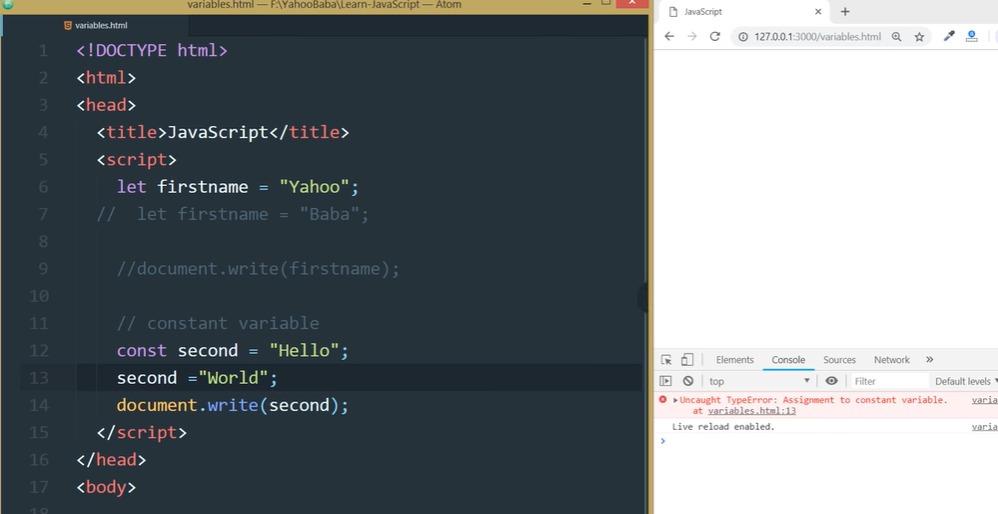 variables.html — F:\YahooBaba\Learn-JavaScript — Atom
variables.html
1 <!DOCTYPE html>
2 <html>
3 <head>
4 <title>JavaScript</title>
5 <script>
6 let firstname = "Yahoo";
7 // let firstname = "Baba";
8
9 //document.write(firstname);
10
11 // constant variable
12 const second = "Hello";
13 second ="World";
14 document.write(second);
15 </script>
16 </head>
17 <body>
18
JavaScript
127.0.0.1:3000/variables.html
Elements Console Sources Network »
top Filter Default levels
Uncaught TypeError: Assignment to constant variable. varia
at variables.html:13
Live reload enabled. varia